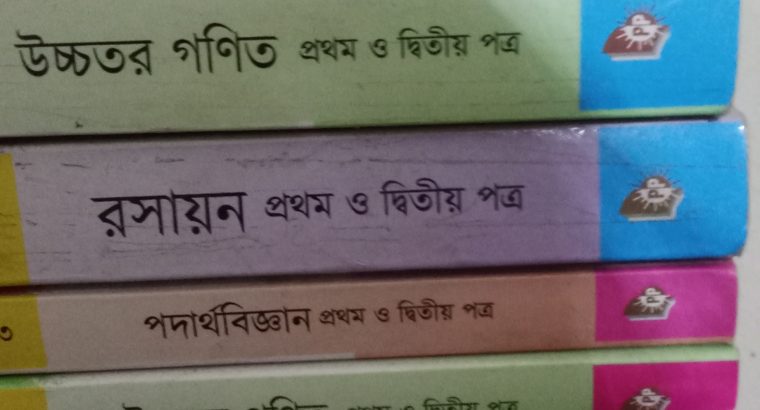 উচ্চতর গণিত প্রথম ও দ্বিতীয় পত্র
রসায়ন প্রথম ও দ্বিতীয় পত্র
পদার্থবিজ্ঞান প্রথম ও দ্বিতীয় পত্র